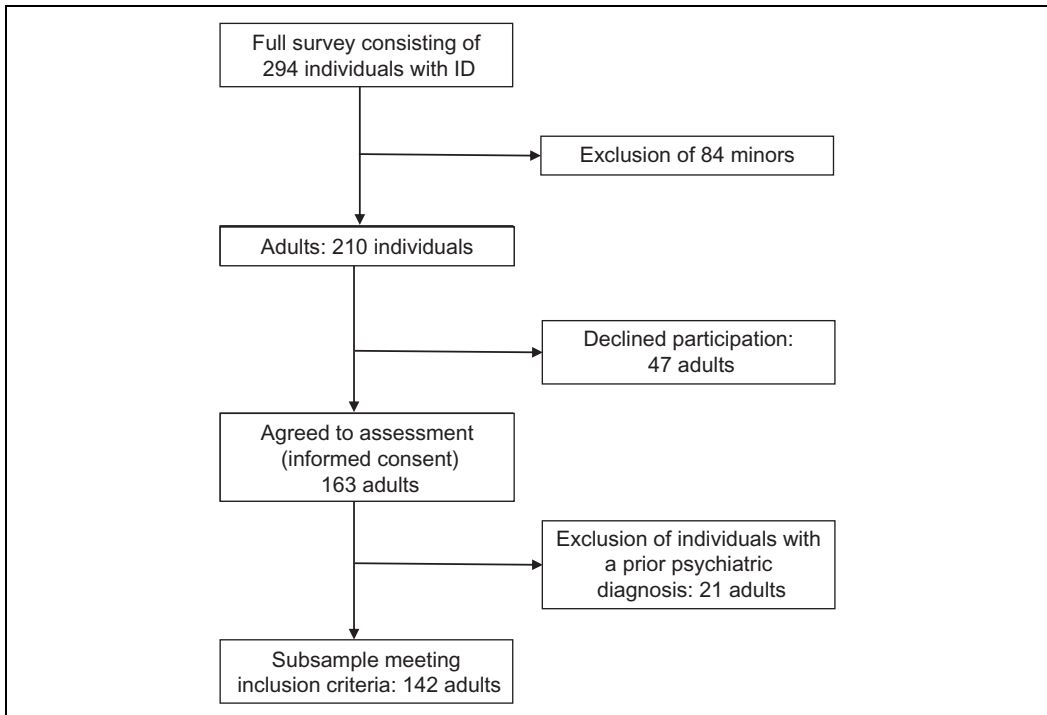 Full survey consisting of
294 individuals with ID
Exclusion of 84 minors
Adults: 210 individuals
Declined participation:
47 adults
Agreed to assessment
(informed consent)
163 adults
Exclusion of individuals with
a prior psychiatric
diagnosis: 21 adults
Subsample meeting
inclusion criteria: 142 adults